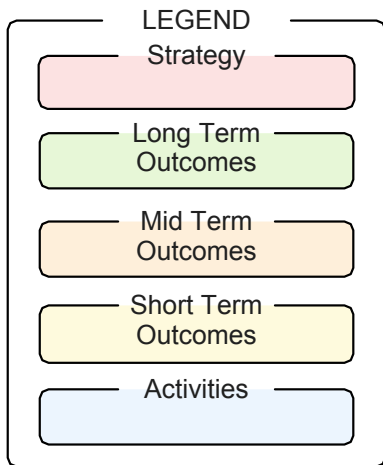 LEGEND
Strategy
Long Term
Outcomes
Mid Term
Outcomes
Short Term
Outcomes
Activities